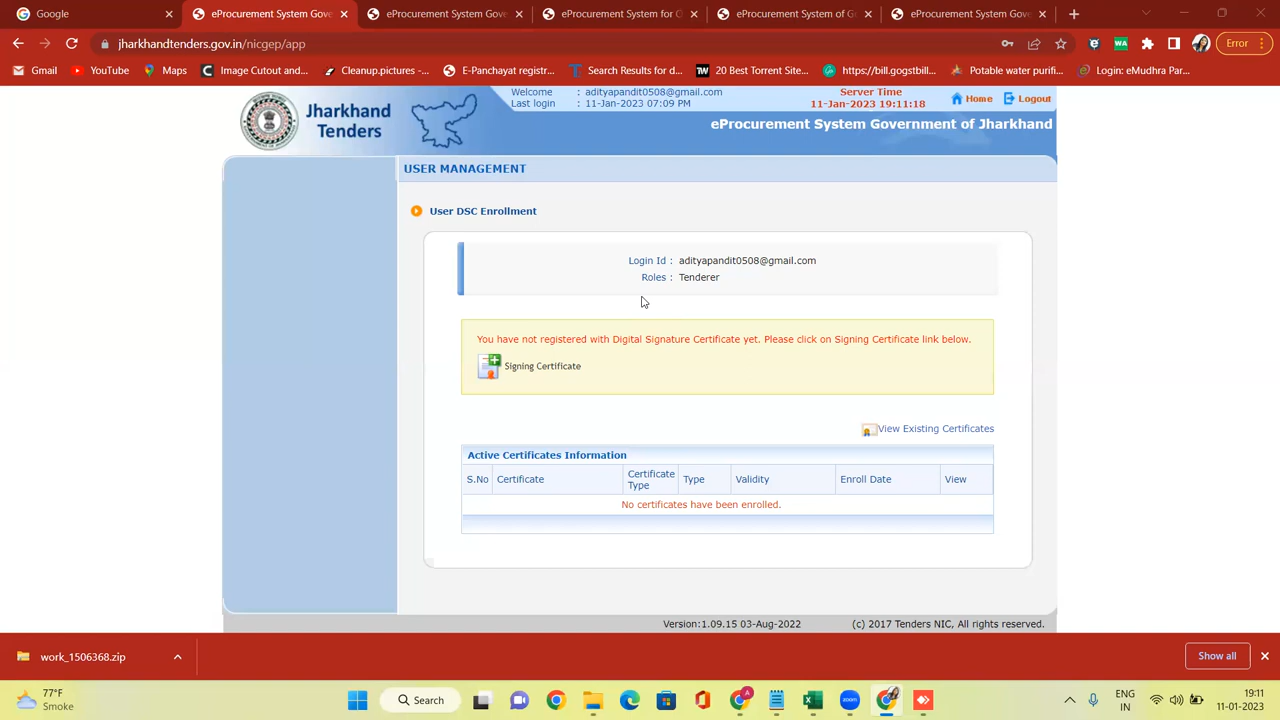 Google
eProcurement System Gove
eProcurement System Gove
eProcurement System for C
eProcurement System of G
eProcurement System Gove
jharkhandtenders.gov.in/nicgep/app
Error
Gmail
YouTube
Maps
Image Cutout and...
Cleanup.pictures -...
E-Panchayat registr...
Search Results for d...
20 Best Torrent Site...
https://bill.gogstbill...
Potable water purifi...
Login: eMudhra Par...
Jharkhand
Tenders
Welcome : adityapandit0508@gmail.com
Last login : 11-Jan-2023 07:09 PM
Server Time
11-Jan-2023 19:11:18
Home
Logout
eProcurement System Government of Jharkhand
USER MANAGEMENT
User DSC Enrollment
Login Id : adityapandit0508@gmail.com
Roles : Tenderer
You have not registered with Digital Signature Certificate yet. Please click on Signing Certificate link below.
Signing Certificate
View Existing Certificates
Active Certificates Information
S.No Certificate Certificate Type Type Validity Enroll Date View
No certificates have been enrolled.
Version:1.09.15 03-Aug-2022 (c) 2017 Tenders NIC, All rights reserved.
work_1506368.zip
Show all
77°F
Smoke
Search
ENG
IN
19:11
11-01-2023